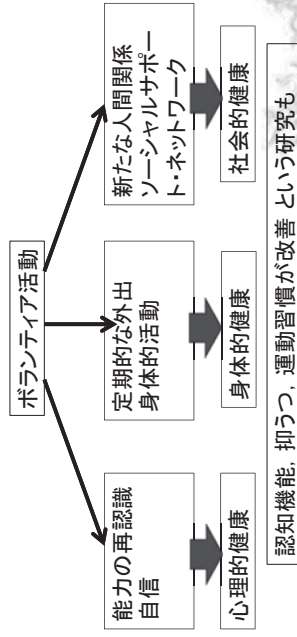 ボランティア活動
能力の再認識
自信
定期的な外出
身体的活動
新たな人間関係
ソーシャルサポー
ト・ネットワーク
心理的健康
身体的健康
社会的健康
認知機能，抑うつ，運動習慣が改善 という研究も